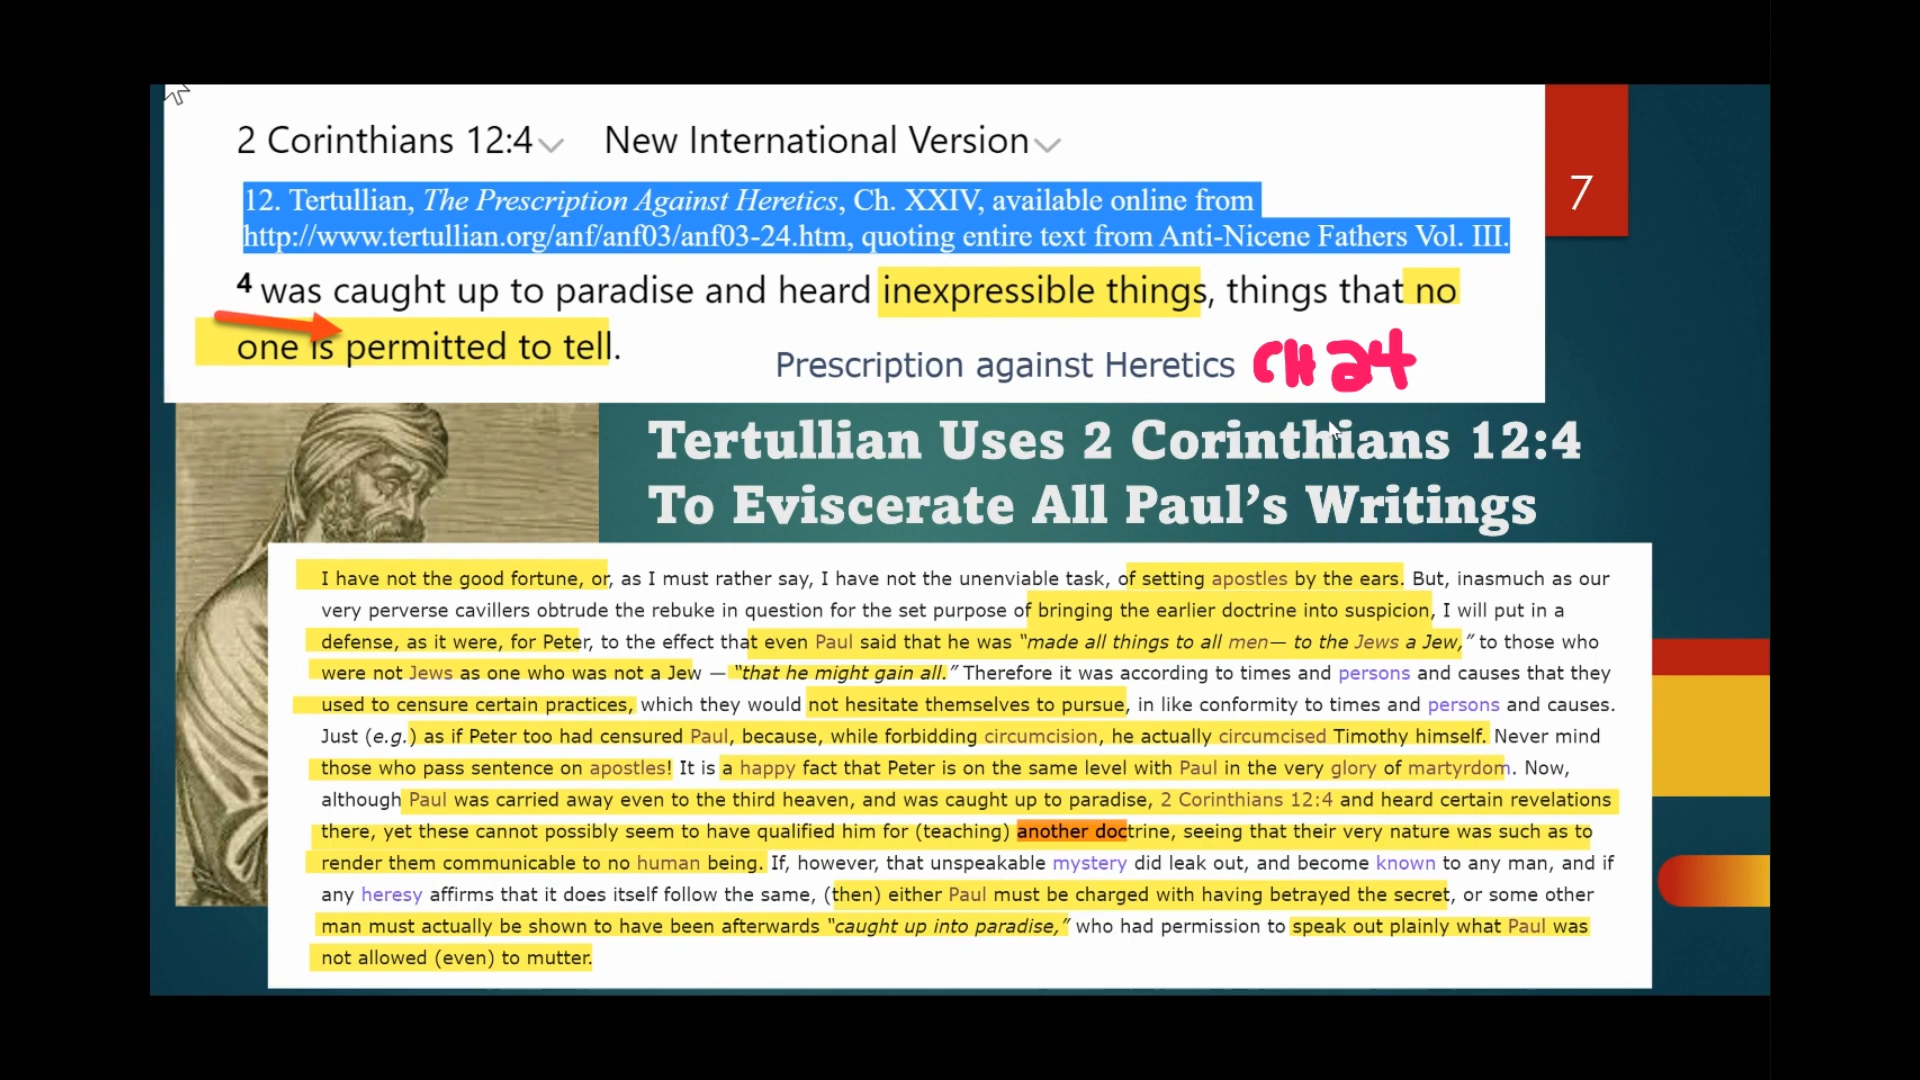 2 Corinthians 12:4 New International Version
7
12. Tertullian, The Prescription Against Heretics, Ch. XXIV, available online from
http://www.tertullian.org/anf/anf03/anf03-24.htm, quoting entire text from Anti-Nicene Fathers Vol. III.
4 was caught up to paradise and heard inexpressible things, things that no
one is permitted to tell.
Prescription against Heretics CH 24
Tertullian Uses 2 Corinthians 12:4
To Eviscerate All Paul's Writings
I have not the good fortune, or, as I must rather say, I have not the unenviable task, of setting apostles by the ears. But, inasmuch as our
very perverse cavillers obtrude the rebuke in question for the set purpose of bringing the earlier doctrine into suspicion, I will put in a
defense, as it were, for Peter, to the effect that even Paul said that he was “made all things to all men— to the Jews a Jew,” to those who
were not Jews as one who was not a Jew — “that he might gain all.” Therefore it was according to times and persons and causes that they
used to censure certain practices, which they would not hesitate themselves to pursue, in like conformity to times and persons and causes.
Just (e.g.) as if Peter too had censured Paul, because, while forbidding circumcision, he actually circumcised Timothy himself. Never mind
those who pass sentence on apostles! It is a happy fact that Peter is on the same level with Paul in the very glory of martyrdom. Now,
although Paul was carried away even to the third heaven, and was caught up to paradise, 2 Corinthians 12:4 and heard certain revelations
there, yet these cannot possibly seem to have qualified him for (teaching) another doctrine, seeing that their very nature was such as to
render them communicable to no human being. If, however, that unspeakable mystery did leak out, and become known to any man, and if
any heresy affirms that it does itself follow the same, (then) either Paul must be charged with having betrayed the secret, or some other
man must actually be shown to have been afterwards “caught up into paradise,” who had permission to speak out plainly what Paul was
not allowed (even) to mutter.